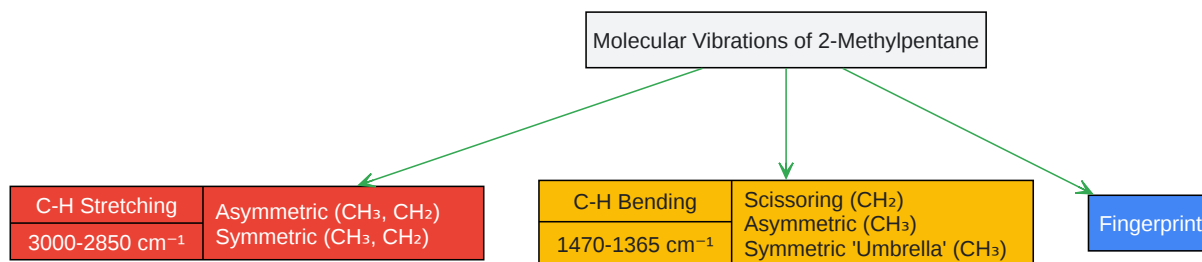 Molecular Vibrations of 2-Methylpentane
C-H Stretching
3000-2850 cm⁻¹
Asymmetric (CH₃, CH₂)
Symmetric (CH₃, CH₂)
C-H Bending
1470-1365 cm⁻¹
Scissoring (CH₂)
Asymmetric (CH₃)
Symmetric 'Umbrella' (CH₃)
Fingerprint